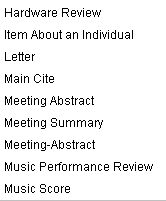 Hardware Review
Item About an Individual
Letter
Main Cite
Meeting Abstract
Meeting Summary
Meeting-Abstract
Music Performance Review
Music Score